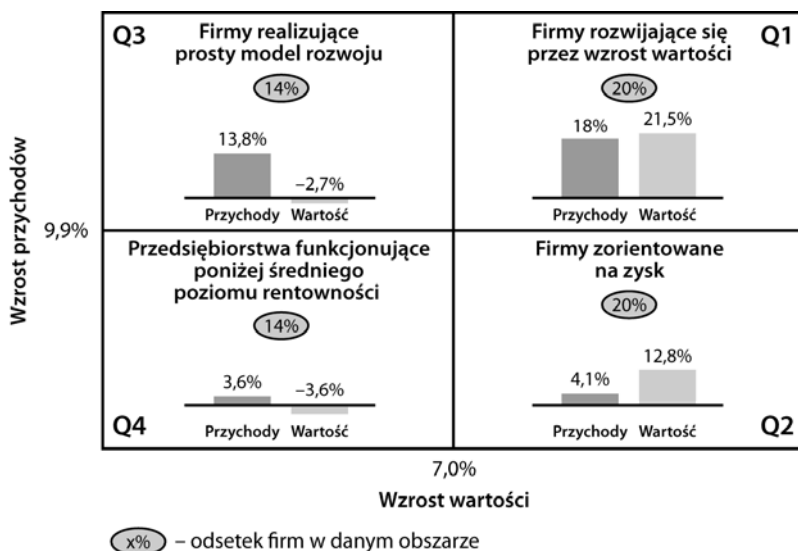 Q3
Firmy realizujące
prosty model rozwoju
14%
13,8%
–2,7%
Przychody Wartość
Firmy rozwijające się
przez wzrost wartości
Q1
20%
18%
21,5%
Przychody Wartość
Wzrost przychodów
9,9%
Przedsiębiorstwa funkcjonujące
poniżej średniego
poziomu rentowności
14%
3,6%
–3,6%
Q4
Przychody Wartość
Firmy zorientowane
na zysk
20%
4,1%
12,8%
Przychody Wartość
Q2
7,0%
Wzrost wartości
x% – odsetek firm w danym obszarze